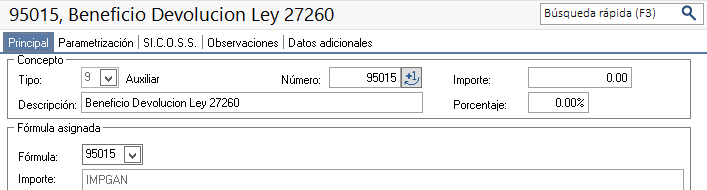 95015, Beneficio Devolucion Ley 27260
Búsqueda rápida (F3)
Principal Parametrización SI.C.O.S.S. Observaciones Datos adicionales
Concepto
Tipo: 9 Auxiliar Número: 95015 +1 Importe: 0.00
Descripción: Beneficio Devolucion Ley 27260 Porcentaje: 0.00%
Fórmula asignada
Fórmula: 95015
Importe: IMPGAN